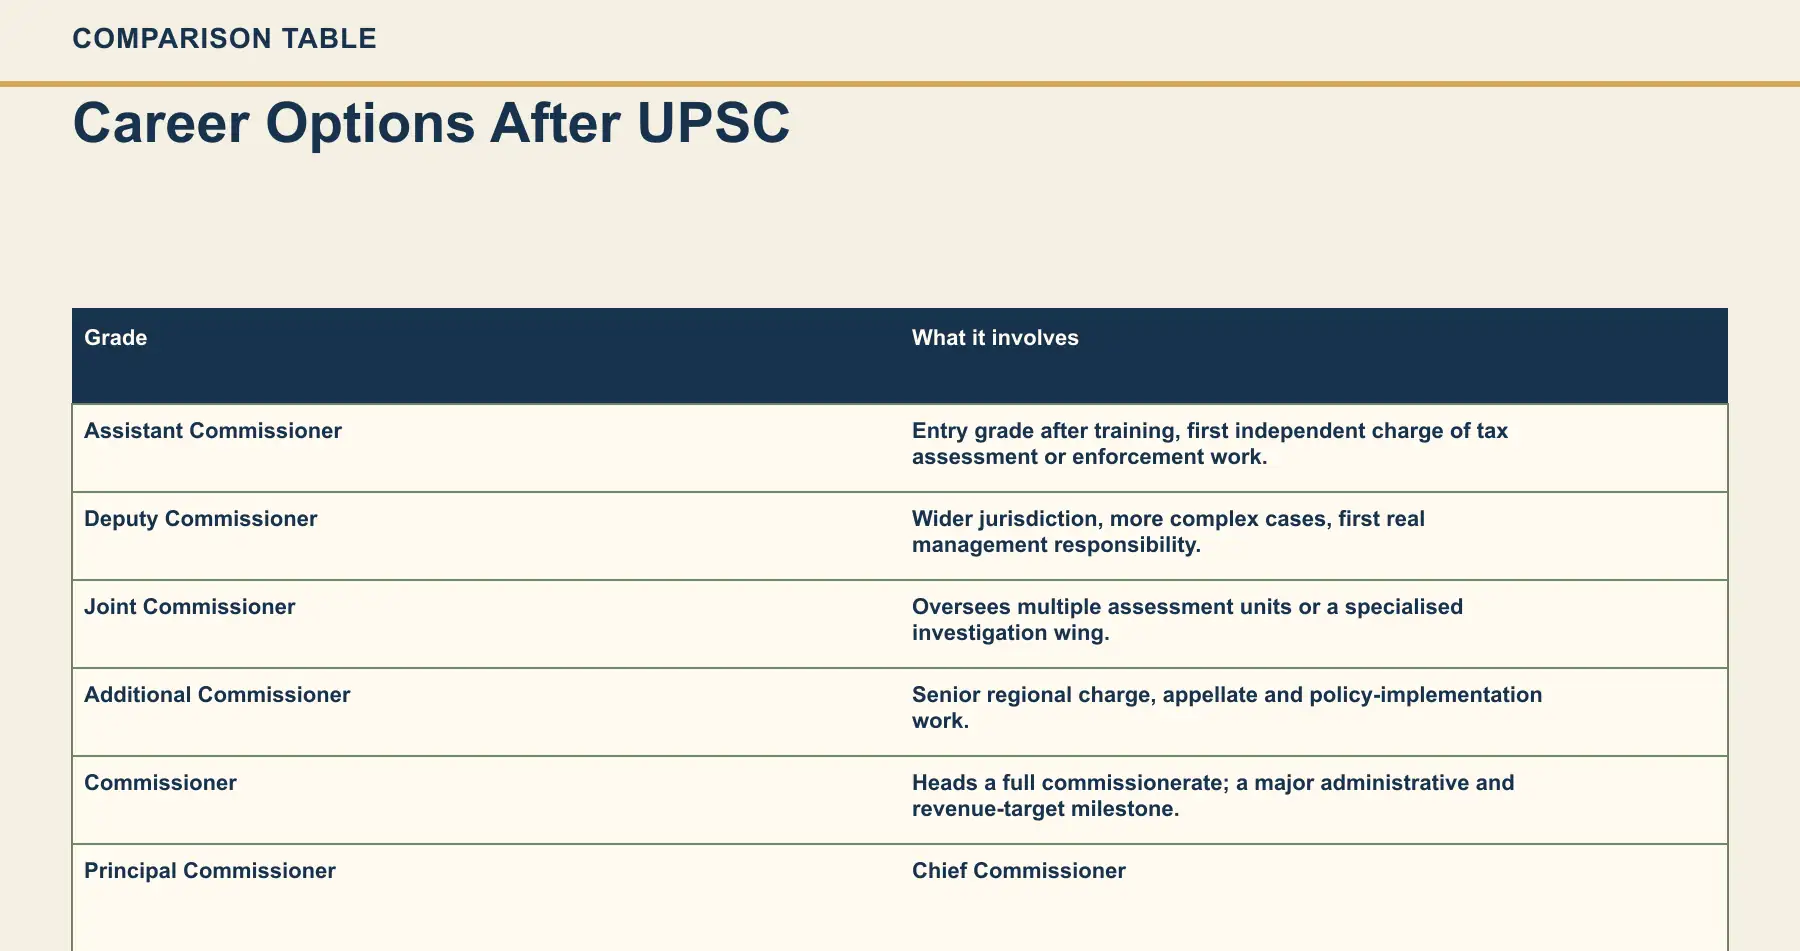 COMPARISON TABLE
Career Options After UPSC
Grade
What it involves
Assistant Commissioner
Entry grade after training, first independent charge of tax
assessment or enforcement work.
Deputy Commissioner
Wider jurisdiction, more complex cases, first real
management responsibility.
Joint Commissioner
Oversees multiple assessment units or a specialised
investigation wing.
Additional Commissioner
Senior regional charge, appellate and policy-implementation
work.
Commissioner
Heads a full commissionerate; a major administrative and
revenue-target milestone.
Principal Commissioner
Chief Commissioner